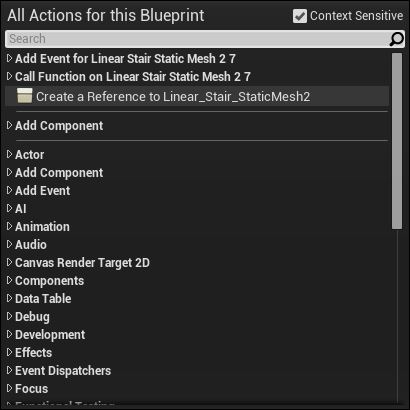 All Actions for this Blueprint
Context Sensitive
Search
Add Event for Linear Stair Static Mesh 2 7
Call Function on Linear Stair Static Mesh 2 7
Create a Reference to Linear_Stair_StaticMesh2
Add Component
Actor
Add Component
Add Event
AI
Animation
Audio
Canvas Render Target 2D
Components
Data Table
Debug
Development
Effects
Event Dispatchers
Focus
Functional Testing